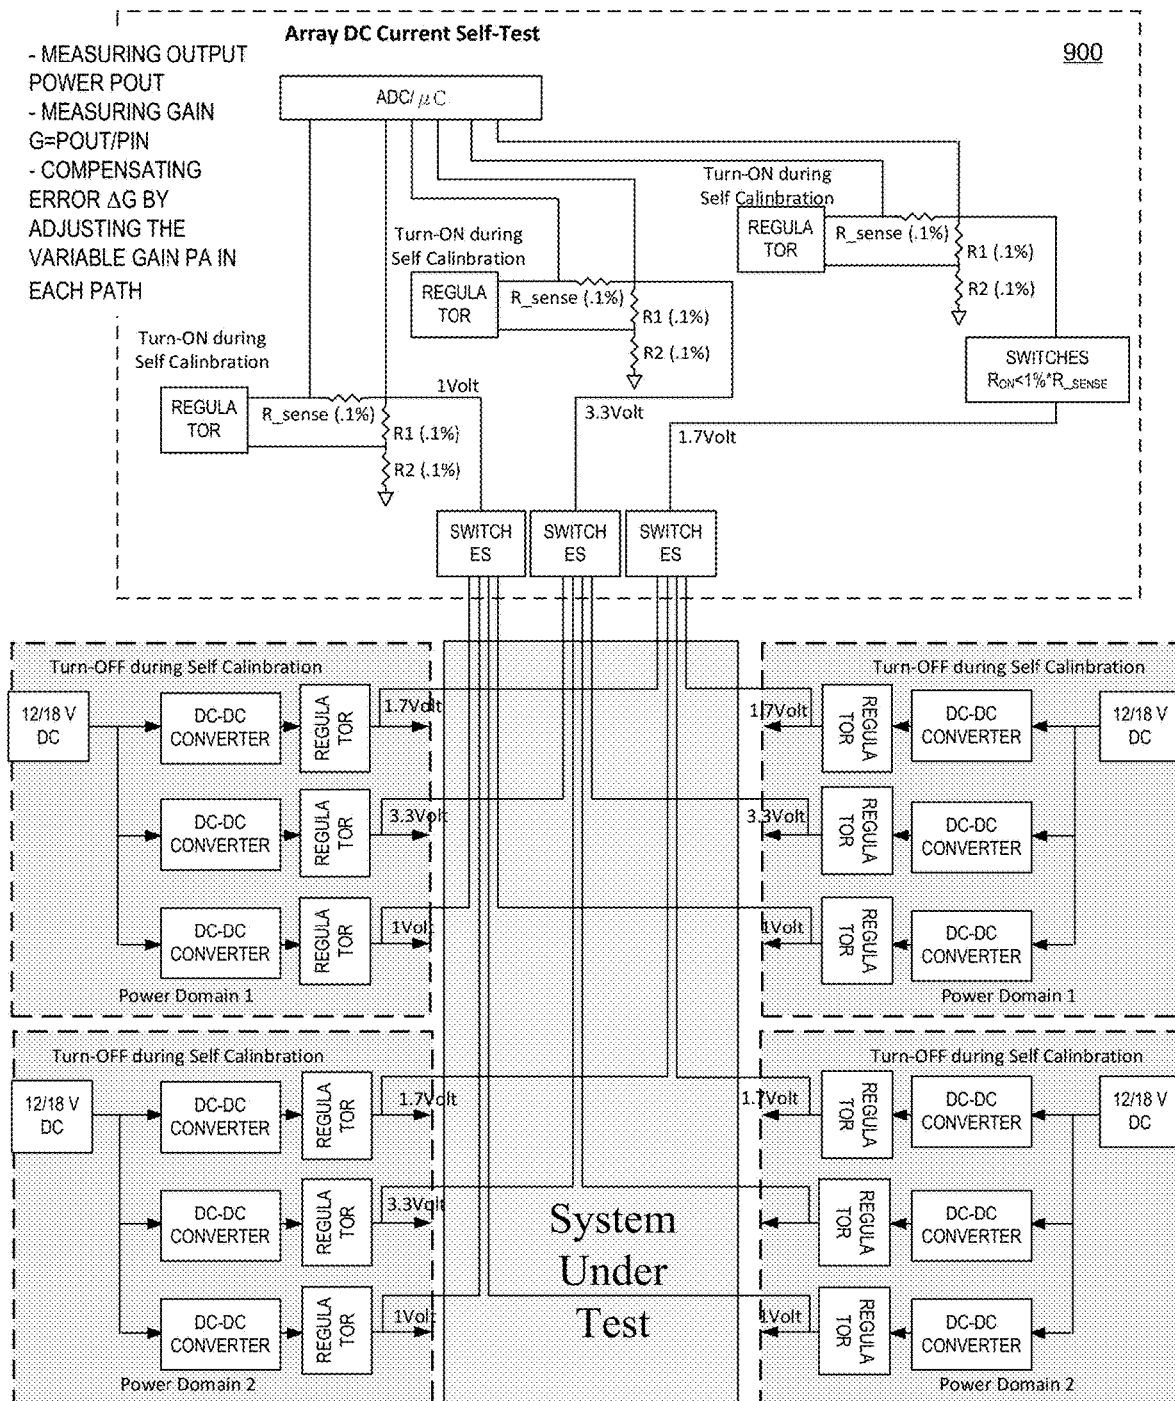 Array DC Current Self-Test
900
- MEASURING OUTPUT
POWER POUT
- MEASURING GAIN
G=POUT/PIN
- COMPENSATING
ERROR ΔG BY
ADJUSTING THE
VARIABLE GAIN PA IN
EACH PATH
ADC/ μC
Turn-ON during
Self Calinbration
REGULA
TOR
R_sense (.1%)
R1 (.1%)
R2 (.1%)
Turn-ON during
Self Calinbration
REGULA
TOR
R_sense (.1%)
R1 (.1%)
R2 (.1%)
Turn-ON during
Self Calinbration
REGULA
TOR
R_sense (.1%)
R1 (.1%)
R2 (.1%)
SWITCHES
RON<1%*R_SENSE
1Volt
3.3Volt
1.7Volt
SWITCH
ES
SWITCH
ES
SWITCH
ES
Turn-OFF during Self Calinbration
12/18 V
DC
DC-DC
CONVERTER
REGULA
TOR
1.7Volt
DC-DC
CONVERTER
REGULA
TOR
3.3Volt
DC-DC
CONVERTER
REGULA
TOR
1Volt
Power Domain 1
Turn-OFF during Self Calinbration
1.7Volt
REGULA
TOR
DC-DC
CONVERTER
12/18 V
DC
3.3Volt
REGULA
TOR
DC-DC
CONVERTER
1Volt
REGULA
TOR
DC-DC
CONVERTER
Power Domain 1
Turn-OFF during Self Calinbration
12/18 V
DC
DC-DC
CONVERTER
REGULA
TOR
1.7Volt
DC-DC
CONVERTER
REGULA
TOR
3.3Volt
DC-DC
CONVERTER
REGULA
TOR
1Volt
Power Domain 2
System
Under
Test
Turn-OFF during Self Calinbration
1.7Volt
REGULA
TOR
DC-DC
CONVERTER
12/18 V
DC
REGULA
TOR
DC-DC
CONVERTER
1Volt
REGULA
TOR
DC-DC
CONVERTER
Power Domain 2